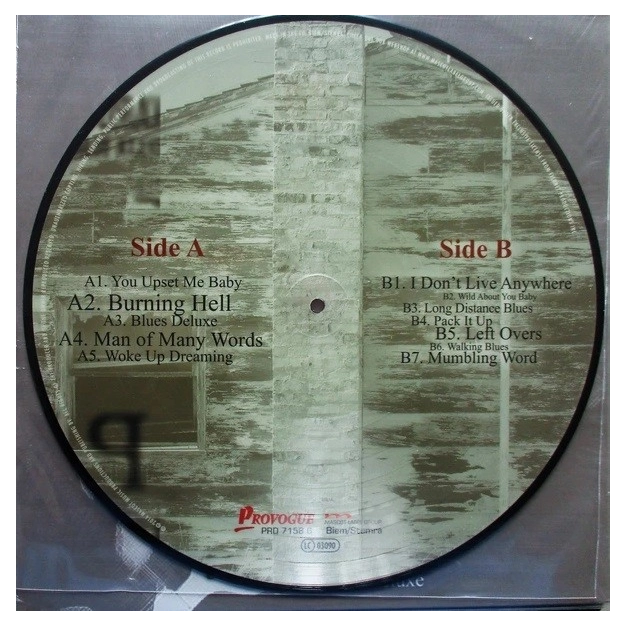 Side A
A1. You Upset Me Baby
A2. Burning Hell
A3. Blues Deluxe
A4. Man of Many Words
A5. Woke Up Dreaming
Side B
B1. I Don't Live Anywhere
B2. Wild About You Baby
B3. Long Distance Blues
B4. Pack It Up
B5. Left Overs
B6. Walking Blues
B7. Mumbling Word
PROVOGUE
PRD 7158
Biem/Stemra
LC 03090